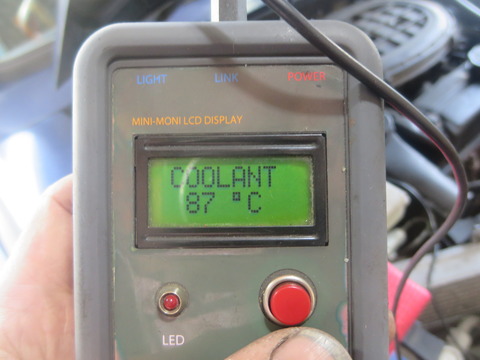 LIGHT LINK POWER
MINI-MONI LCD DISPLAY
COOLANT
87 °C
LED